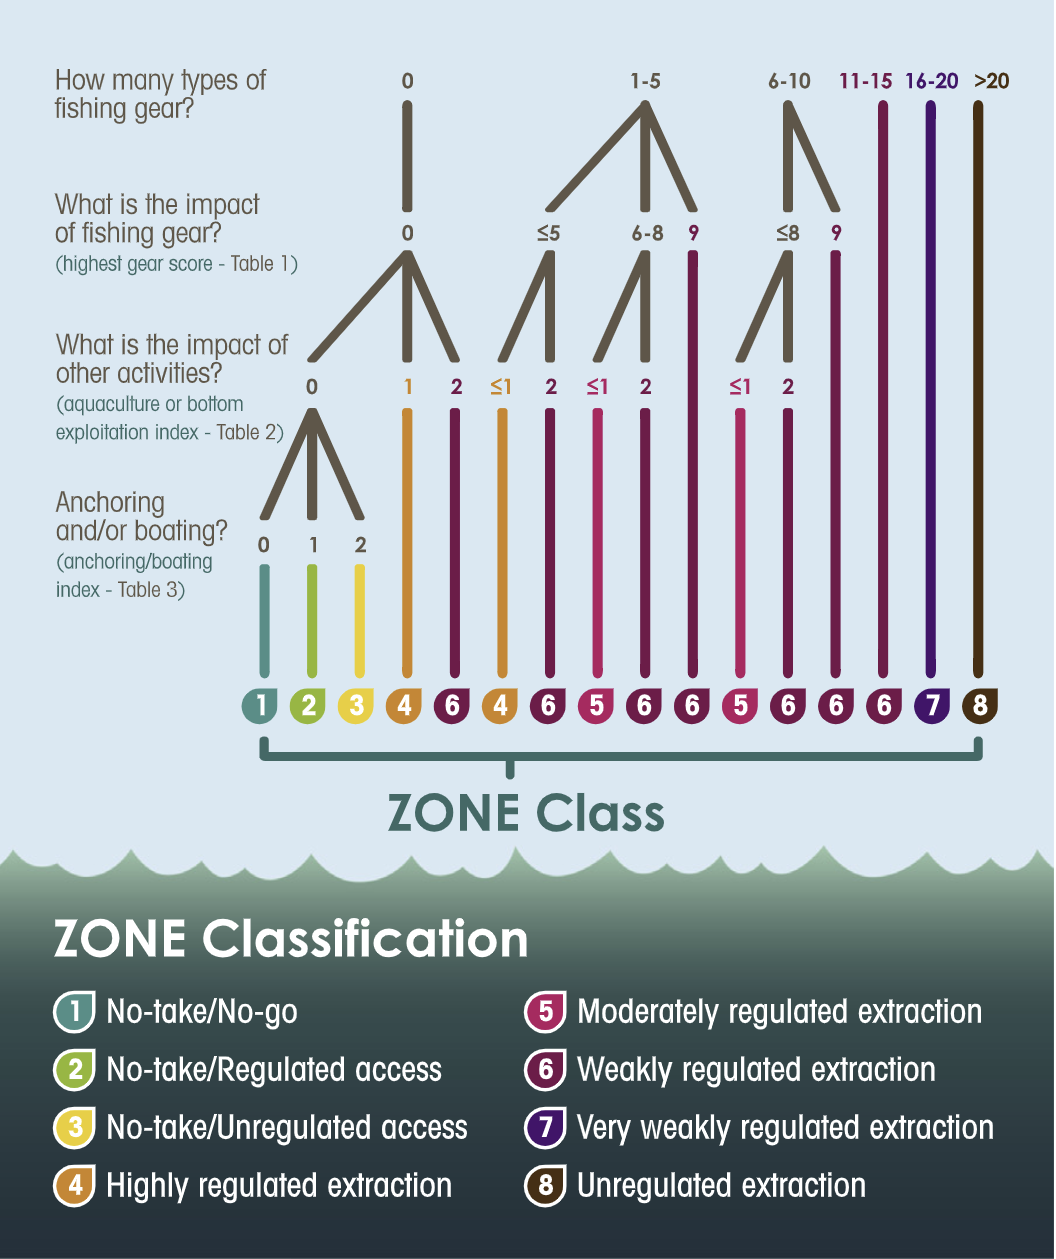 How many types of
fishing gear?
0 1-5 6-10 11-15 16-20 >20
What is the impact
of fishing gear?
(highest gear score - Table 1)
0 ≤5 6-8 9 ≤8 9
What is the impact of
other activities?
(aquaculture or bottom
exploitation index - Table 2)
0 1 2 ≤1 2 ≤1 2 ≤1 2
Anchoring
and/or boating?
(anchoring/boating
index - Table 3)
0 1 2
1 2 3 4 6 4 6 5 6 6 5 6 6 6 7 8
ZONE Class
ZONE Classification
1 No-take/No-go
2 No-take/Regulated access
3 No-take/Unregulated access
4 Highly regulated extraction
5 Moderately regulated extraction
6 Weakly regulated extraction
7 Very weakly regulated extraction
8 Unregulated extraction